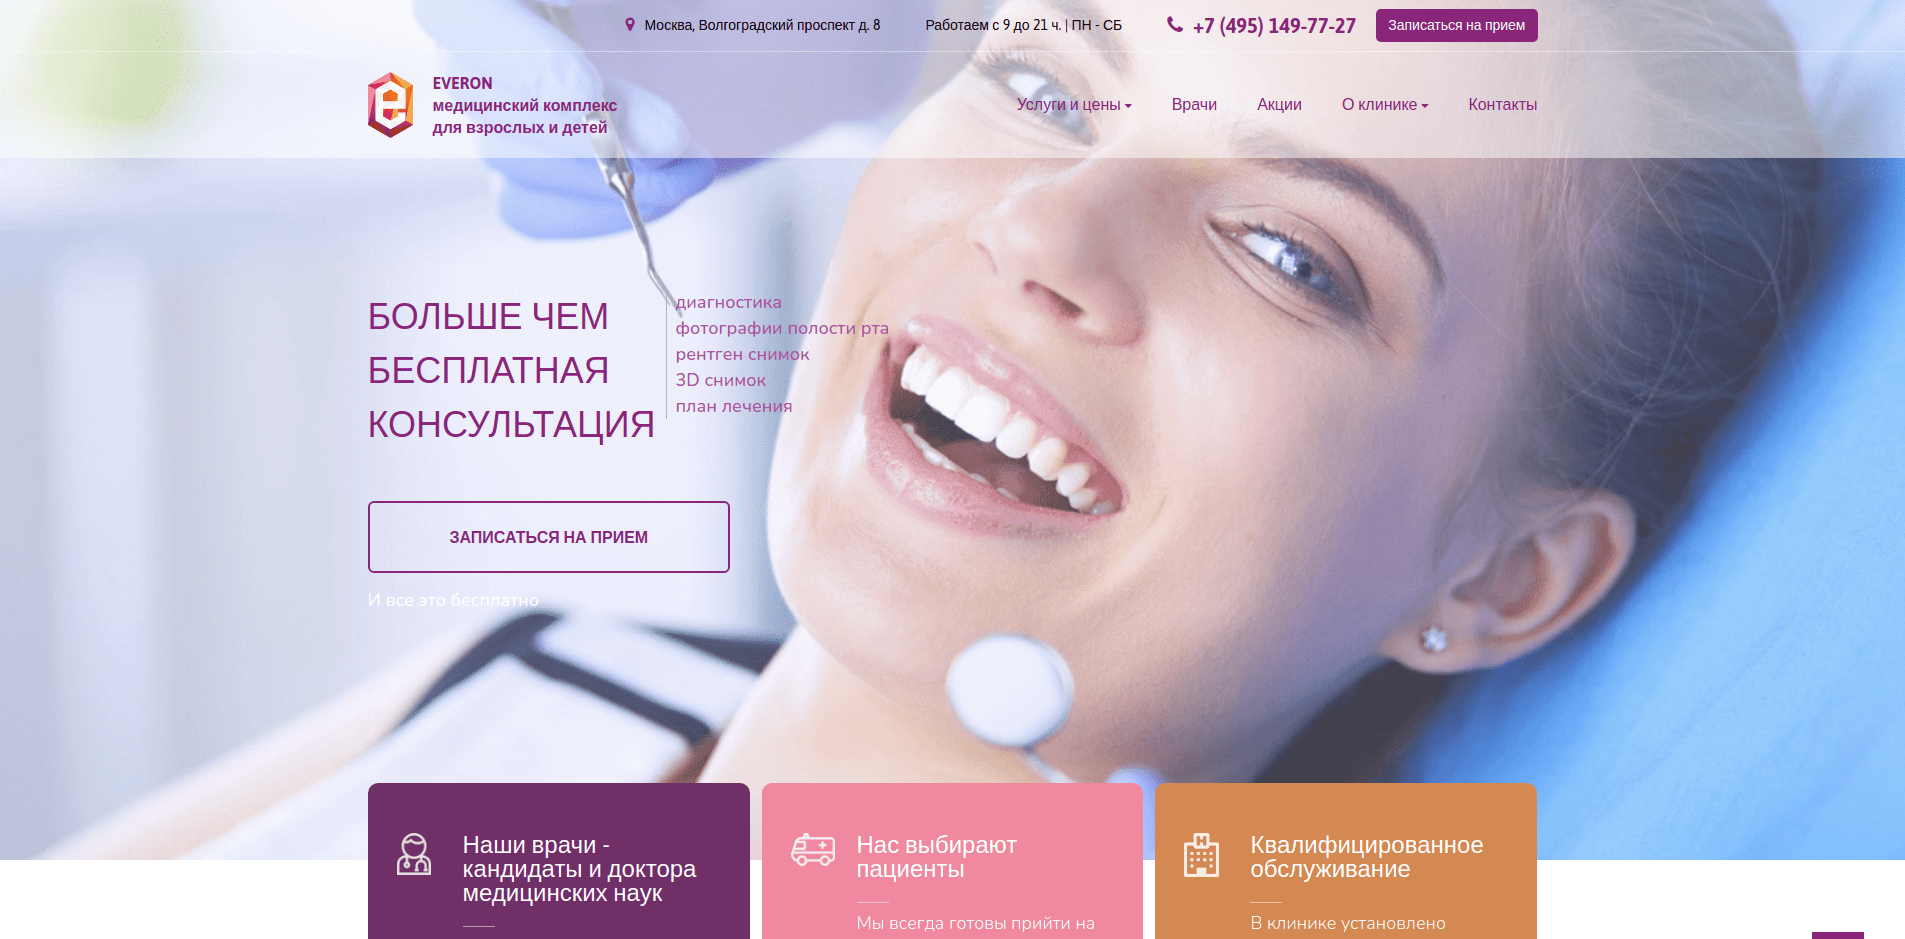 Москва, Волгоградский проспект д. 8
Работаем с 9 до 21 ч. | ПН - СБ
+7 (495) 149-77-27
Записаться на прием
EVERON
медицинский комплекс
для взрослых и детей
Услуги и цены
Врачи
Акции
О клинике
Контакты
БОЛЬШЕ ЧЕМ
БЕСПЛАТНАЯ
КОНСУЛЬТАЦИЯ
диагностика
фотографии полости рта
рентген снимок
3D снимок
план лечения
ЗАПИСАТЬСЯ НА ПРИЕМ
И все это бесплатно
Наши врачи -
кандидаты и доктора
медицинских наук
Нас выбирают
пациенты
Мы всегда готовы прийти на
Квалифицированное
обслуживание
В клинике установлено